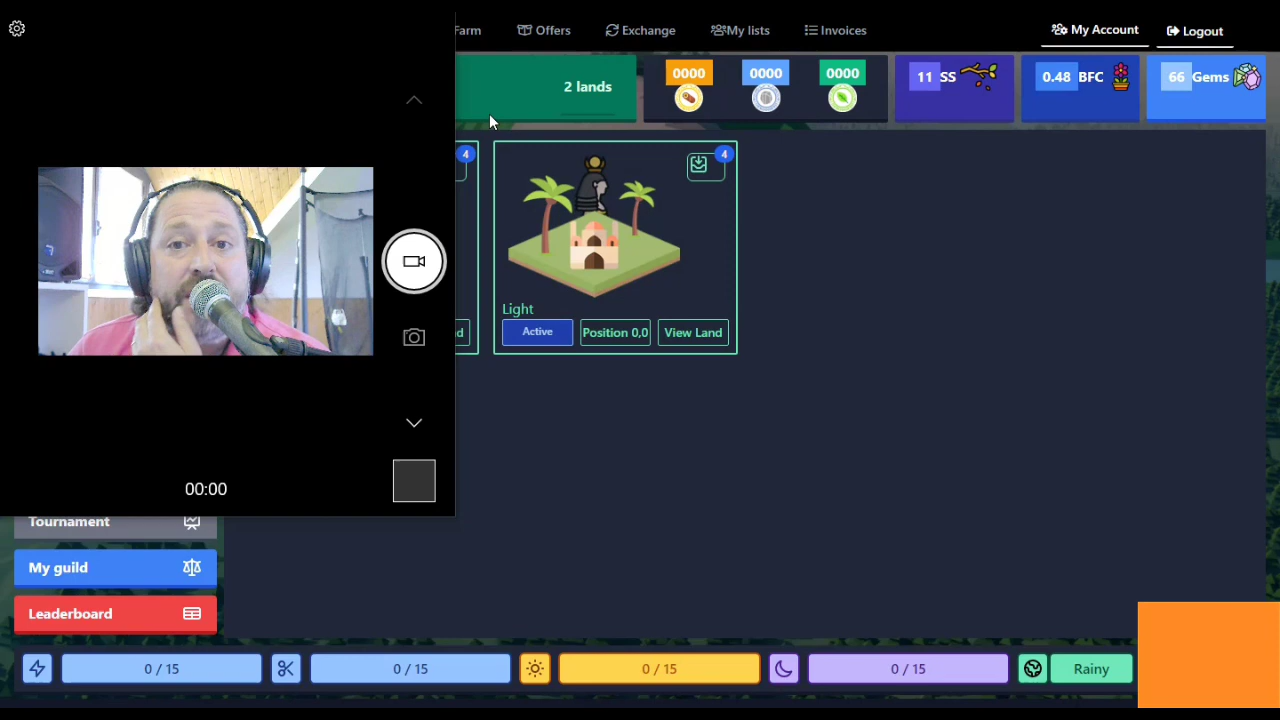 Farm
Offers
Exchange
My lists
Invoices
My Account
Logout
2 lands
0000
0000
0000
11 SS
0.48 BFC
66 Gems
4
4
Light
d
Active
Position 0,0
View Land
00:00
Tournament
My guild
Leaderboard
0 / 15
0 / 15
0 / 15
0 / 15
Rainy